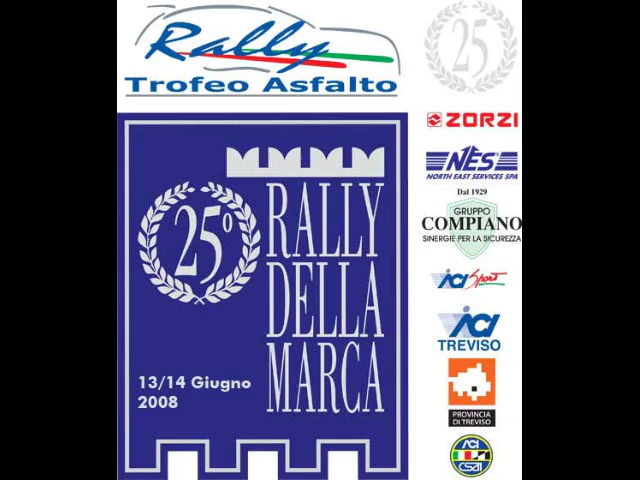 Rally
Trofeo Asfalto
25
25°
RALLY
DELLA
MARCA
13/14 Giugno
2008
ZORZI
NES
NORTH EAST SERVICES SPA
Dal 1929
GRUPPO
COMPIANO
SINERGIE PER LA SICUREZZA
ACI Sport
ACI
TREVISO
PROVINCIA
DI TREVISO
ACI
CSAI